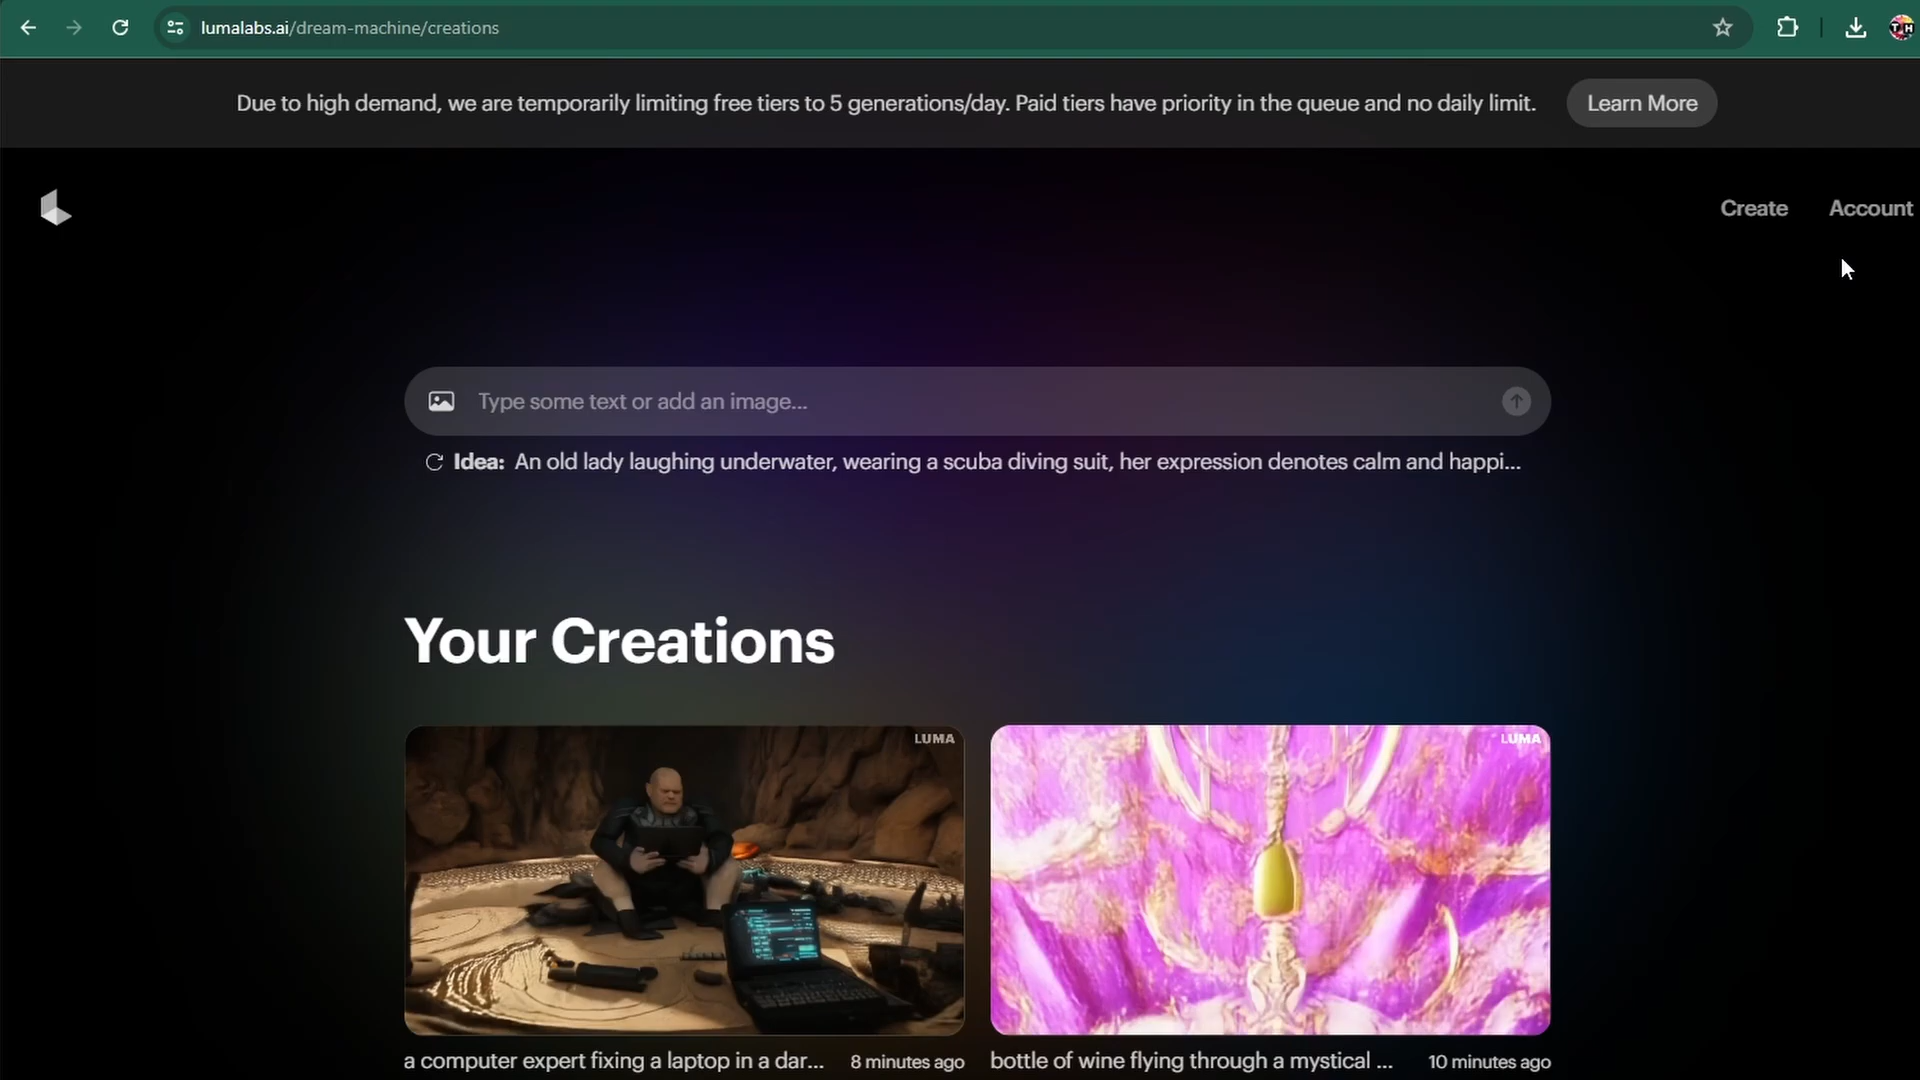 lumalabs.ai/dream-machine/creations
TH
Due to high demand, we are temporarily limiting free tiers to 5 generations/day. Paid tiers have priority in the queue and no daily limit. Learn More
Create Account
Type some text or add an image...
Idea: An old lady laughing underwater, wearing a scuba diving suit, her expression denotes calm and happi...
Your Creations
LUMA LUMA
a computer expert fixing a laptop in a dar... 8 minutes ago bottle of wine flying through a mystical ... 10 minutes ago